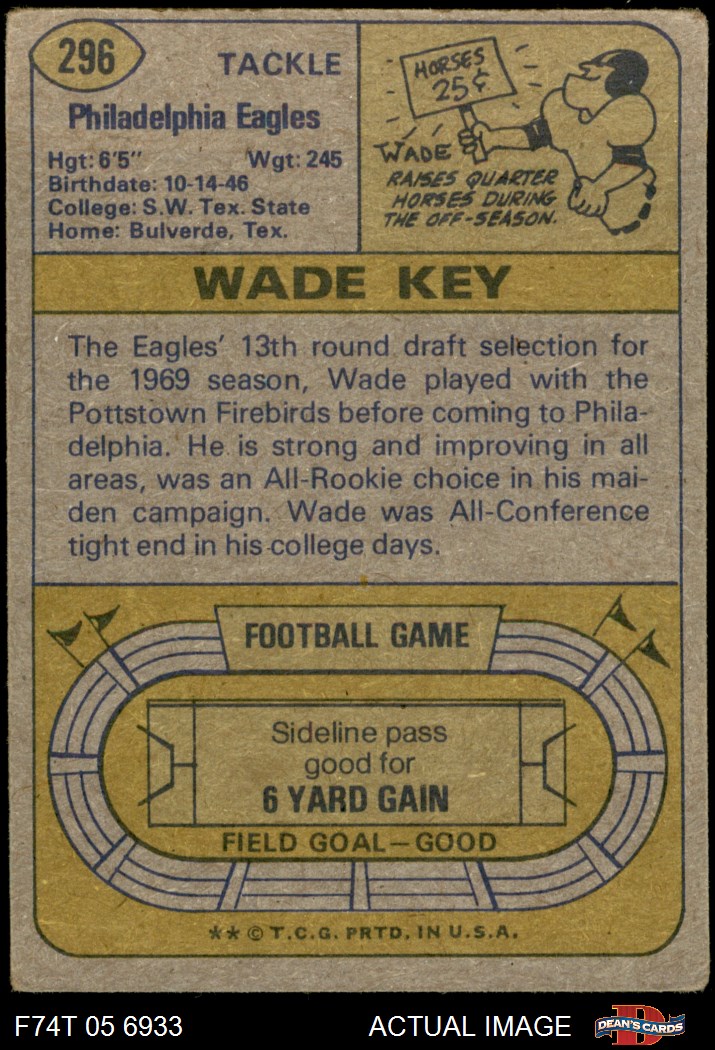 296
TACKLE
Philadelphia Eagles
Hgt: 6'5" Wgt: 245
Birthdate: 10-14-46
College: S.W. Tex. State
Home: Bulverde, Tex.
HORSES
25¢
WADE
RAISES QUARTER
HORSES DURING
THE OFF-SEASON.
WADE KEY
The Eagles' 13th round draft selection for
the 1969 season, Wade played with the
Pottstown Firebirds before coming to Phila-
delphia. He is strong and improving in all
areas, was an All-Rookie choice in his mai-
den campaign. Wade was All-Conference
tight end in his college days.
FOOTBALL GAME
Sideline pass
good for
6 YARD GAIN
FIELD GOAL—GOOD
** © T.C.G. PRTD. IN U.S.A.
F74T 05 6933 ACTUAL IMAGE
D
DEAN'S CARDS